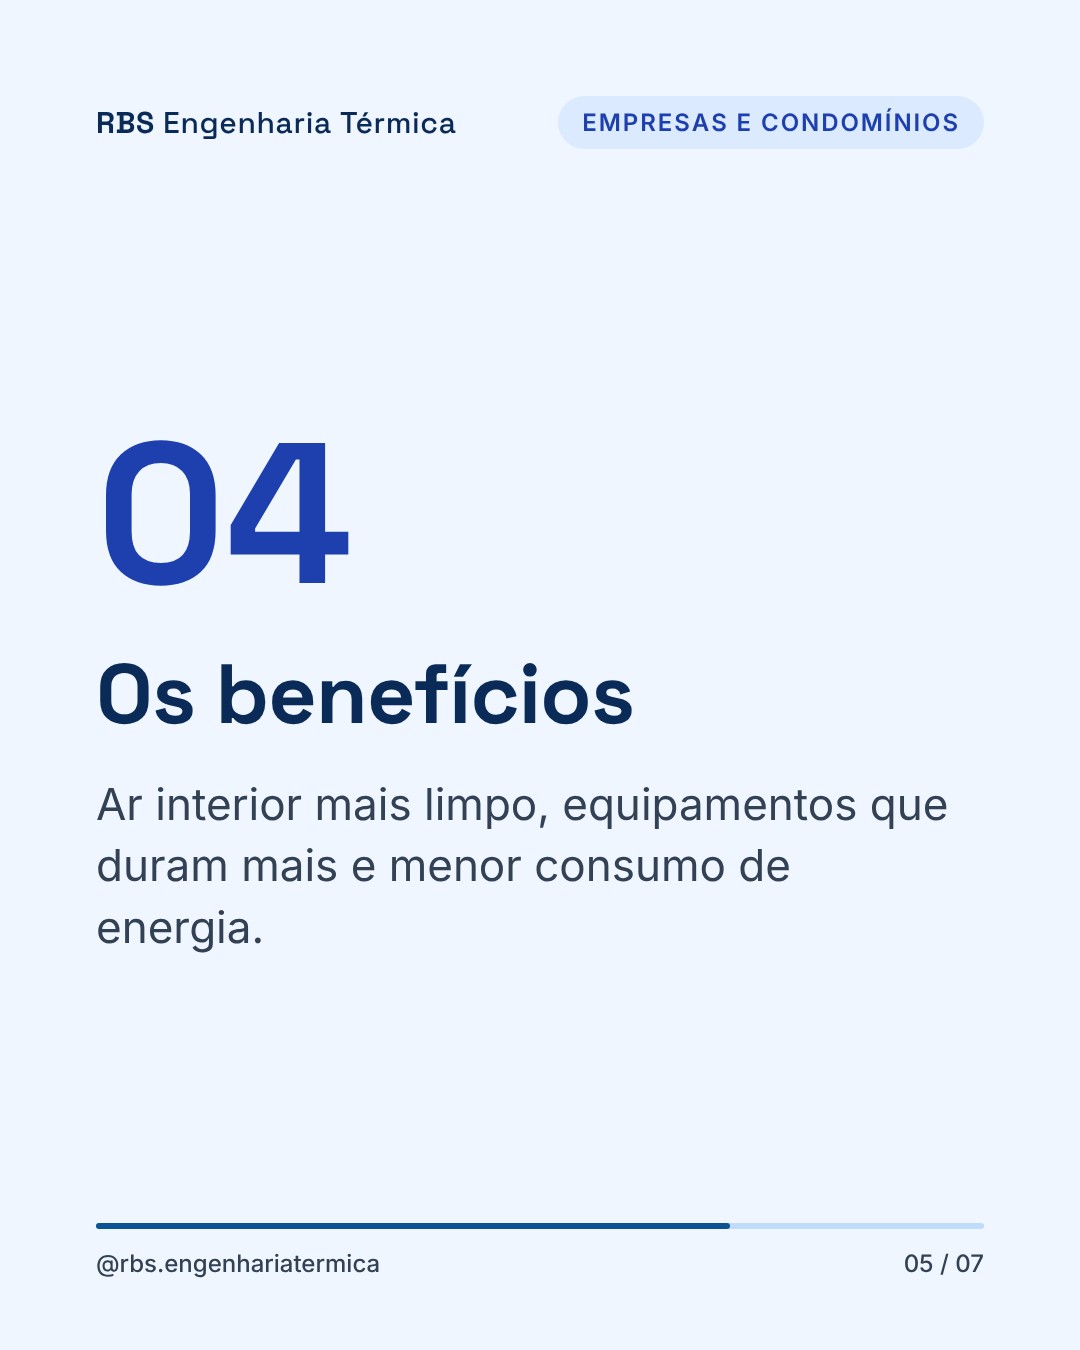 RBS Engenharia Térmica
EMPRESAS E CONDOMÍNIOS
04
Os benefícios
Ar interior mais limpo, equipamentos que
duram mais e menor consumo de
energia.
@rbs.engenhariatermica
05 / 07